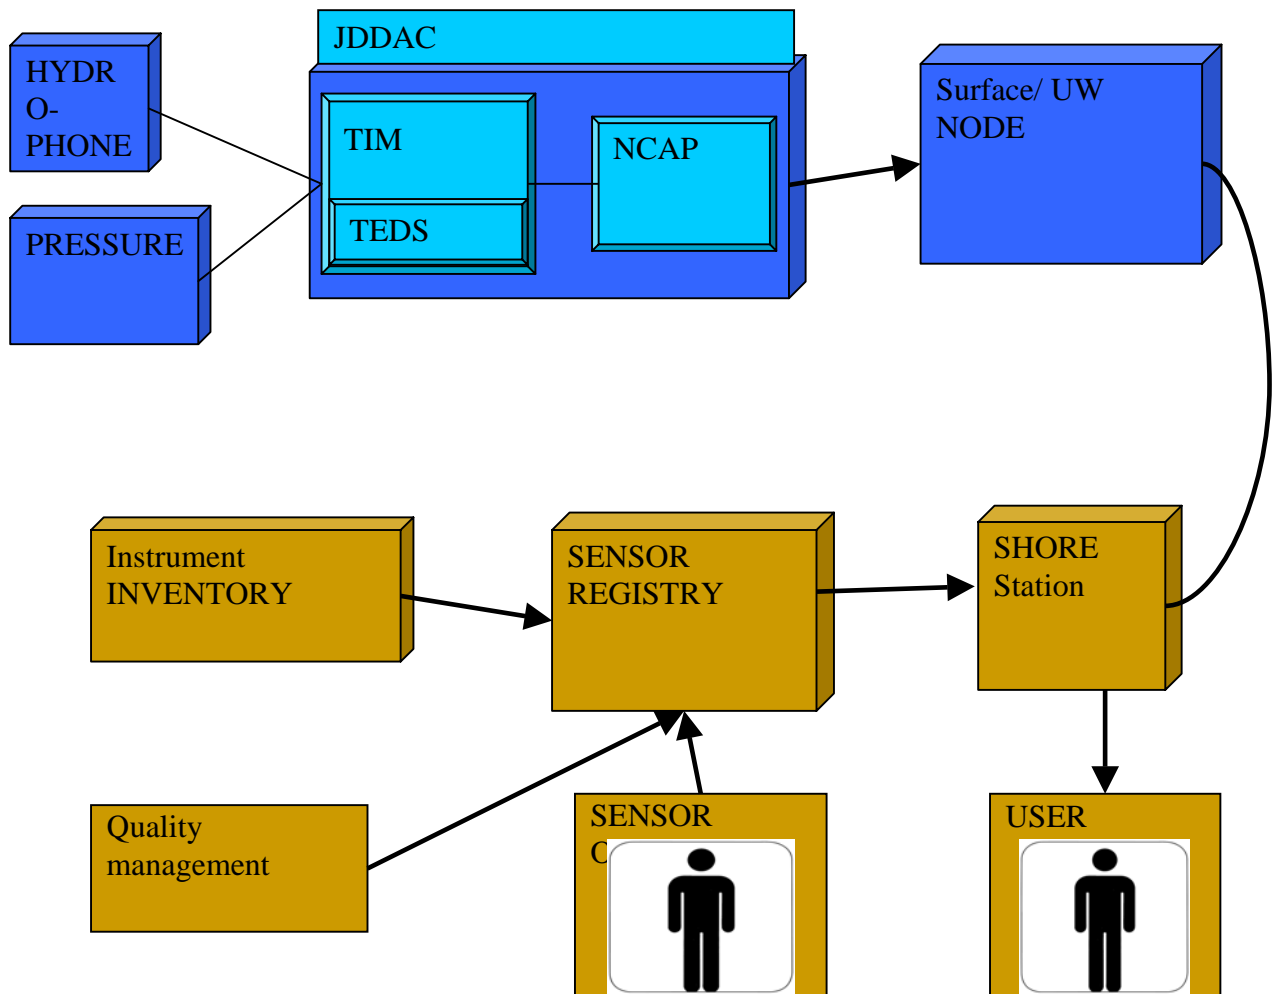 JDDAC
HYDR
O-
PHONE
TIM
NCAP
Surface/ UW
NODE
TEDS
PRESSURE
Instrument
INVENTORY
SENSOR
REGISTRY
SHORE
Station
Quality
management
SENSOR
USER